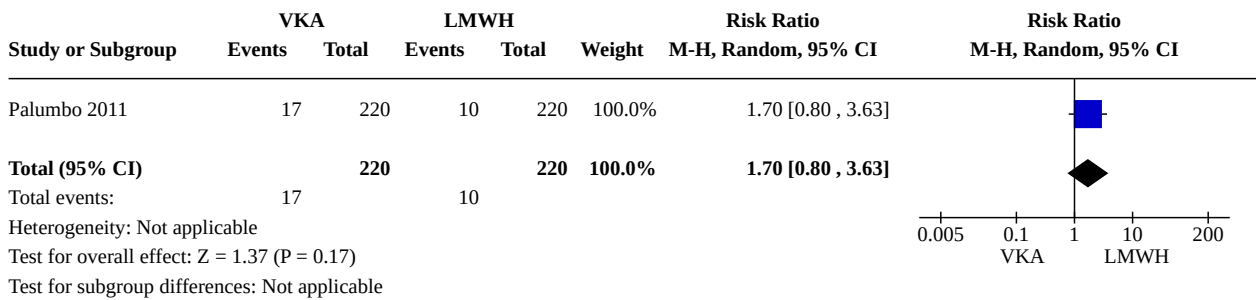 VKA LMWH Risk Ratio Risk Ratio
Study or Subgroup Events Total Events Total Weight M-H, Random, 95% CI M-H, Random, 95% CI
Palumbo 2011 17 220 10 220 100.0% 1.70 [0.80 , 3.63]
Total (95% CI) 220 220 100.0% 1.70 [0.80 , 3.63]
Total events: 17 10
Heterogeneity: Not applicable
0.005 0.1 1 10 200
Test for overall effect: Z = 1.37 (P = 0.17) VKA LMWH
Test for subgroup differences: Not applicable